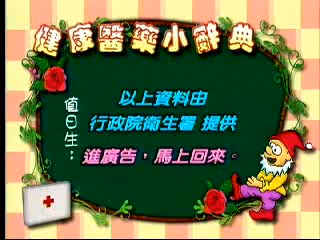 健康醫藥小辭典
值日生：
以上資料由
行政院衛生署 提供
進廣告，馬上回來。